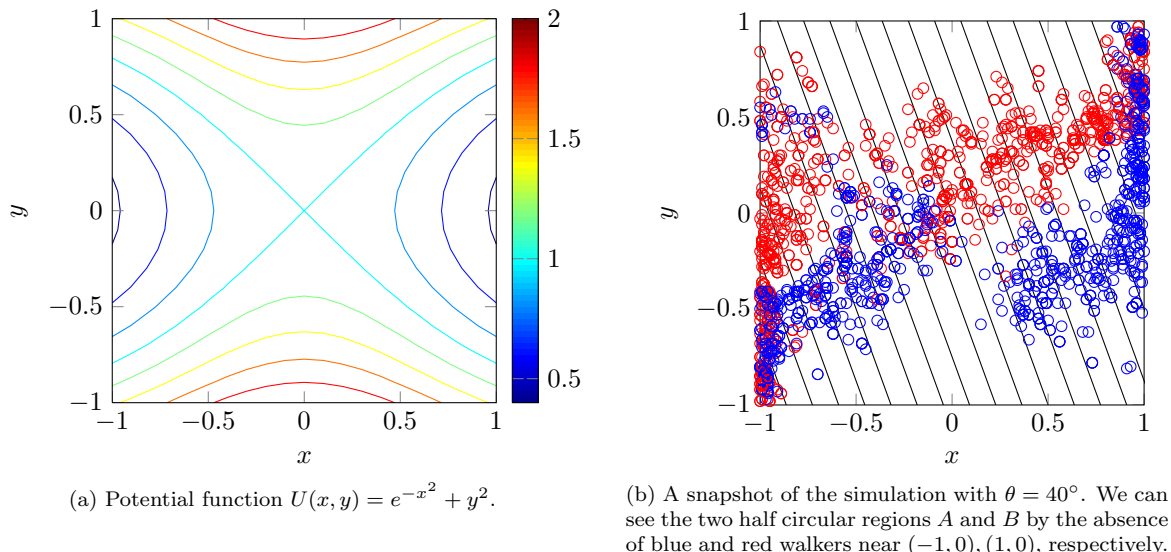 1
0.5
0
−0.5
−1
−1 −0.5 0 0.5 1
x
y
2
1.5
1
0.5
(a) Potential function U(x, y) = e^{−x^2} + y^2.
1
0.5
0
−0.5
−1
−1 −0.5 0 0.5 1
x
y
(b) A snapshot of the simulation with θ = 40°. We can
see the two half circular regions A and B by the absence
of blue and red walkers near (−1, 0), (1, 0), respectively.